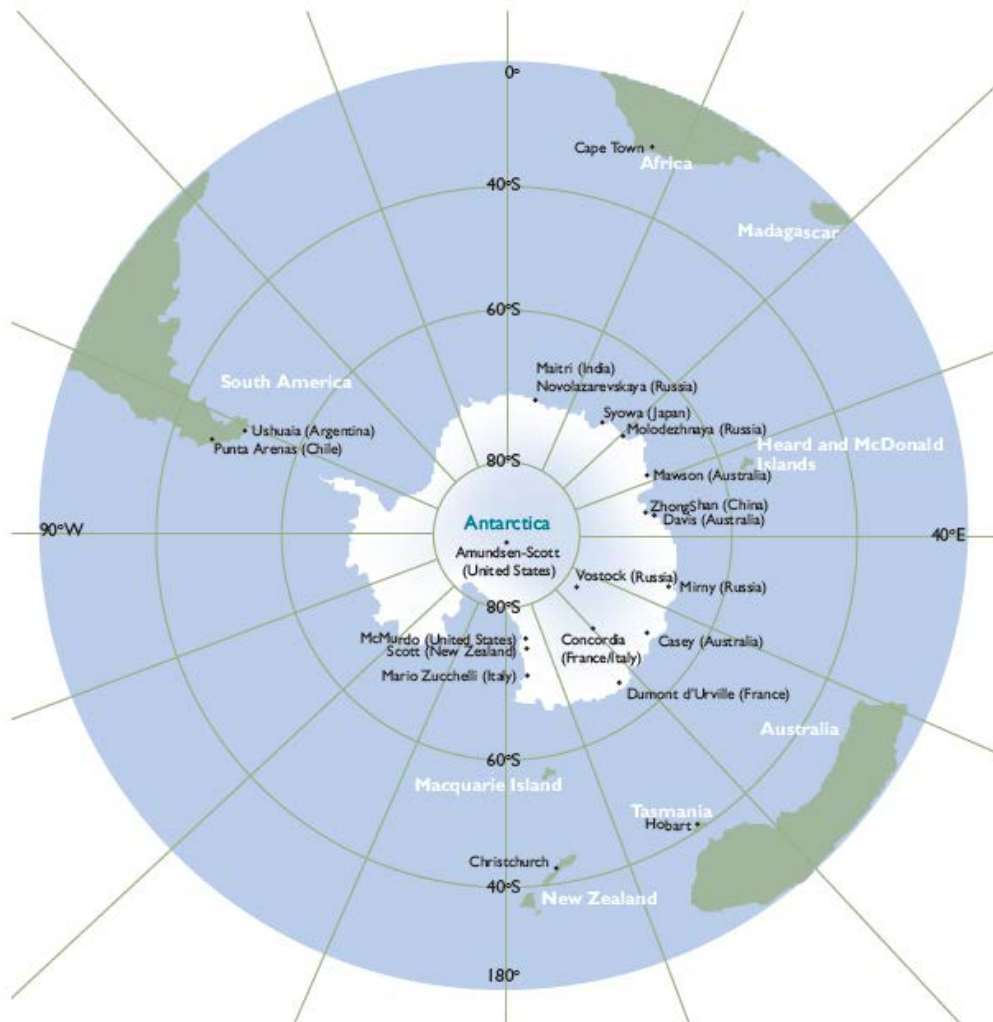 0°
Cape Town
Africa
40°S
Madagascar
60°S
Maitri (India)
Novolazarevskaya (Russia)
South America
Syowa (Japan)
Molodezhnaya (Russia)
Ushuaia (Argentina)
Punta Arenas (Chile)
Heard and McDonald
Islands
80°S
Mawson (Australia)
ZhongShan (China)
Davis (Australia)
90°W
Antarctica
40°E
Amundsen-Scott
(United States)
Vostock (Russia)
Mirny (Russia)
80°S
McMurdo (United States)
Scott (New Zealand)
Concordia
(France/Italy)
Casey (Australia)
Mario Zucchelli (Italy)
Dumont d'Urville (France)
Australia
60°S
Macquarie Island
Tasmania
Hobart
Christchurch
40°S
New Zealand
180°